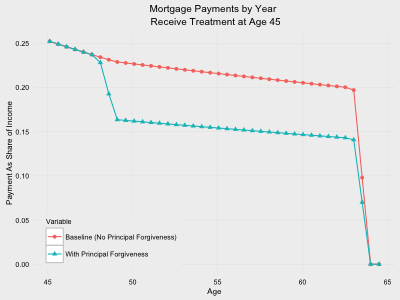 Mortgage Payments by Year
Receive Treatment at Age 45
Payment As Share of Income
0.25
0.20
0.15
0.10
0.05
0.00
Variable
Baseline (No Principal Forgiveness)
With Principal Forgiveness
45
50
55
60
65
Age